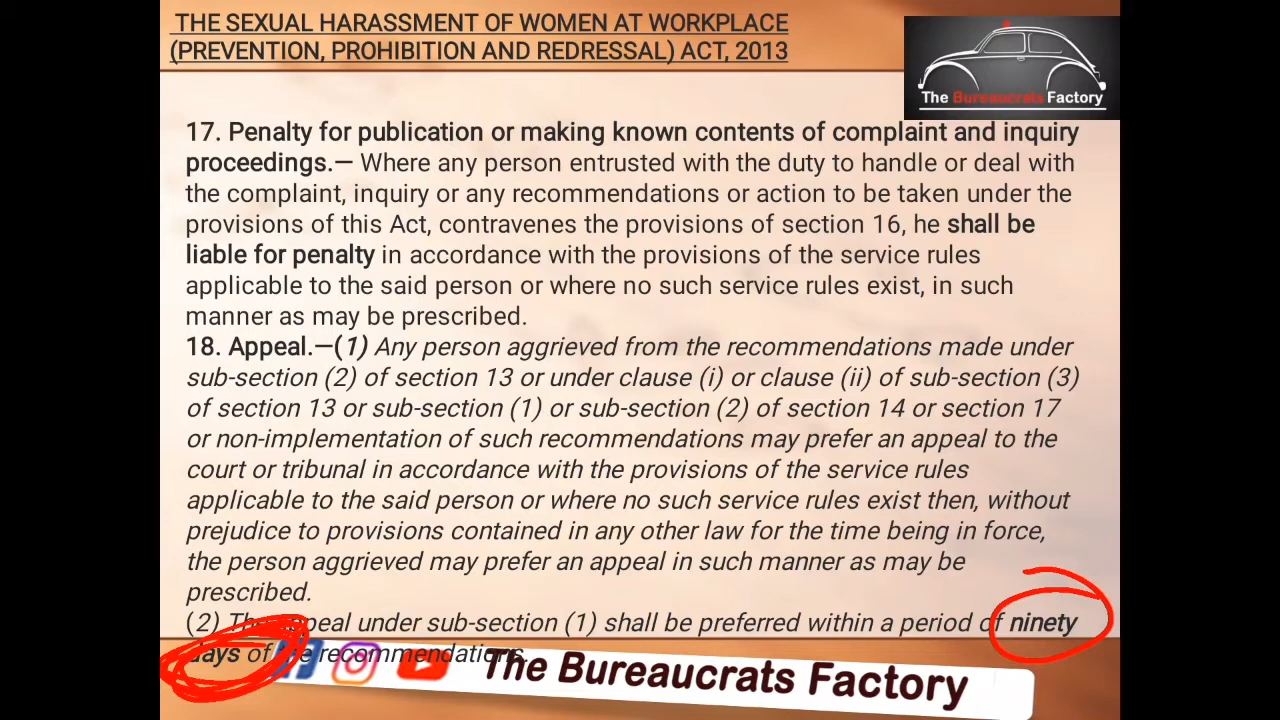 THE SEXUAL HARASSMENT OF WOMEN AT WORKPLACE
(PREVENTION, PROHIBITION AND REDRESSAL) ACT, 2013
The Bureaucrats Factory
17. Penalty for publication or making known contents of complaint and inquiry
proceedings.— Where any person entrusted with the duty to handle or deal with
the complaint, inquiry or any recommendations or action to be taken under the
provisions of this Act, contravenes the provisions of section 16, he shall be
liable for penalty in accordance with the provisions of the service rules
applicable to the said person or where no such service rules exist, in such
manner as may be prescribed.
18. Appeal.—(1) Any person aggrieved from the recommendations made under
sub-section (2) of section 13 or under clause (i) or clause (ii) of sub-section (3)
of section 13 or sub-section (1) or sub-section (2) of section 14 or section 17
or non-implementation of such recommendations may prefer an appeal to the
court or tribunal in accordance with the provisions of the service rules
applicable to the said person or where no such service rules exist then, without
prejudice to provisions contained in any other law for the time being in force,
the person aggrieved may prefer an appeal in such manner as may be
prescribed.
(2) The appeal under sub-section (1) shall be preferred within a period of ninety
days of the recommendations.
The Bureaucrats Factory